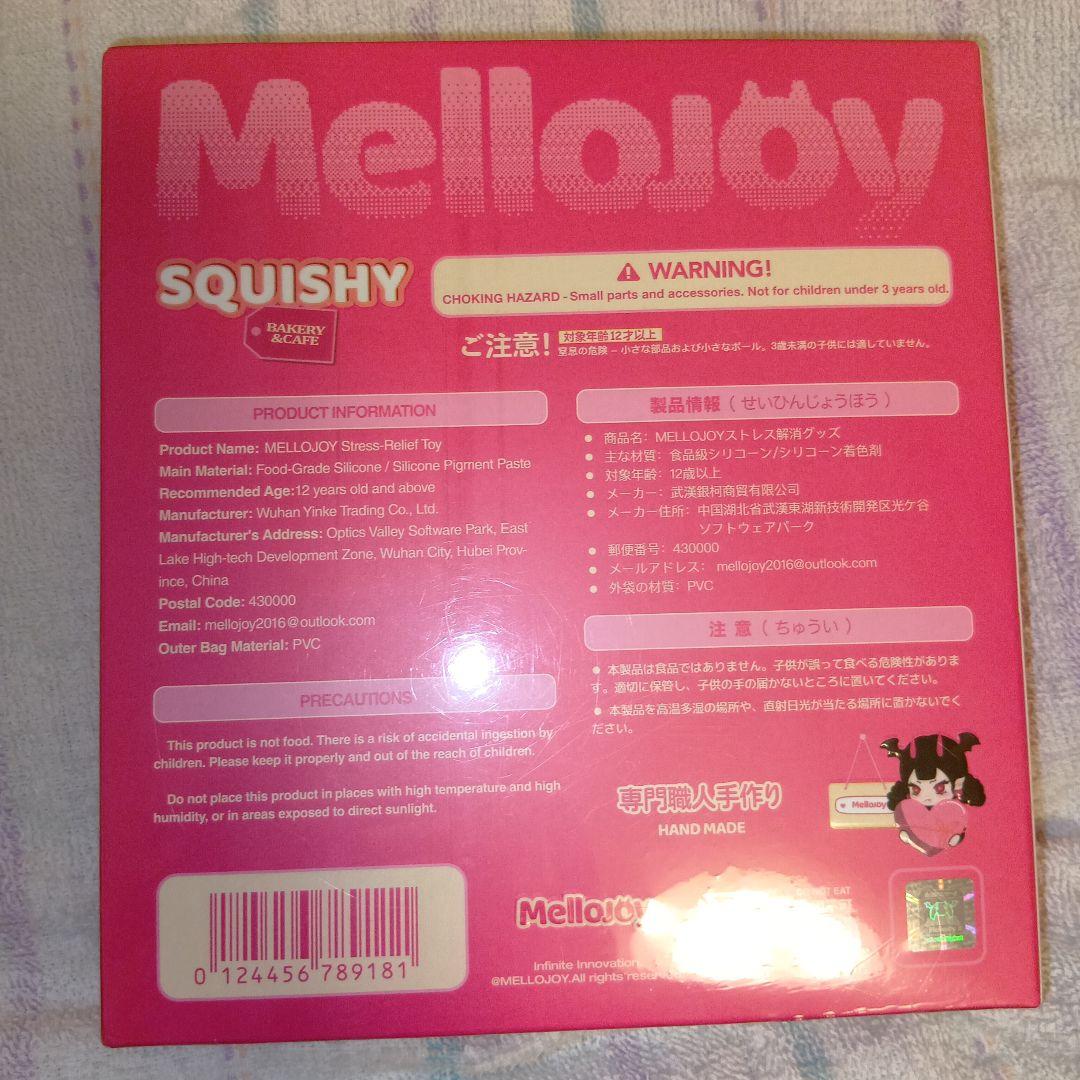 Mellojoy
SQUISHY
BAKERY
&CAFE
WARNING!
CHOKING HAZARD - Small parts and accessories. Not for children under 3 years old.
ご注意!
対象年齢12才以上
窒息の危険 – 小さな部品および小さなボール。3歳未満の子供には適していません。
PRODUCT INFORMATION
Product Name: MELLOJOY Stress-Relief Toy
Main Material: Food-Grade Silicone / Silicone Pigment Paste
Recommended Age:12 years old and above
Manufacturer: Wuhan Yinke Trading Co., Ltd.
Manufacturer's Address: Optics Valley Software Park, East
Lake High-tech Development Zone, Wuhan City, Hubei Prov-
ince, China
Postal Code: 430000
Email: mellojoy2016@outlook.com
Outer Bag Material: PVC
PRECAUTIONS
This product is not food. There is a risk of accidental ingestion by
children. Please keep it properly and out of the reach of children.
Do not place this product in places with high temperature and high
humidity, or in areas exposed to direct sunlight.
製品情報（せいひんじょうほう）
● 商品名：MELLOJOYストレス解消グッズ
● 主な材質：食品級シリコーン/シリコーン着色剤
● 対象年齢：12歳以上
● メーカー：武漢銀柯商貿有限公司
● メーカー住所：中国湖北省武漢東湖新技術開発区光ケ谷
ソフトウェアパーク
● 郵便番号：430000
● メールアドレス： mellojoy2016@outlook.com
● 外袋の材質：PVC
注 意（ちゅうい）
● 本製品は食品ではありません。子供が誤って食べる危険性がありま
す。適切に保管し、子供の手の届かないところに置いてください。
● 本製品を高温多湿の場所や、直射日光が当たる場所に置かないでく
ださい。
専門職人手作り
HAND MADE
Mellojoy
0 124456 789181
Mellojoy
EAT
Infinite Innovation
@MELLOJOY.All rights